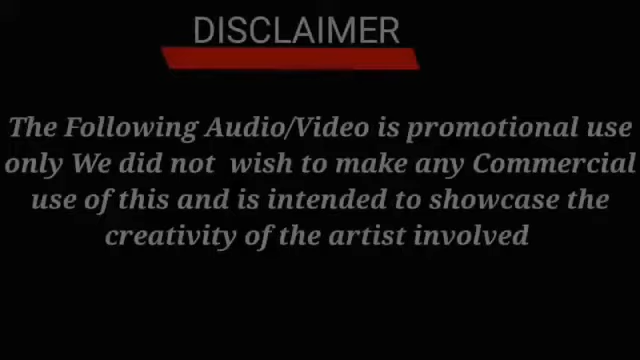 DISCLAIMER
The Following Audio/Video is promotional use
only We did not wish to make any Commercial
use of this and is intended to showcase the
creativity of the artist involved